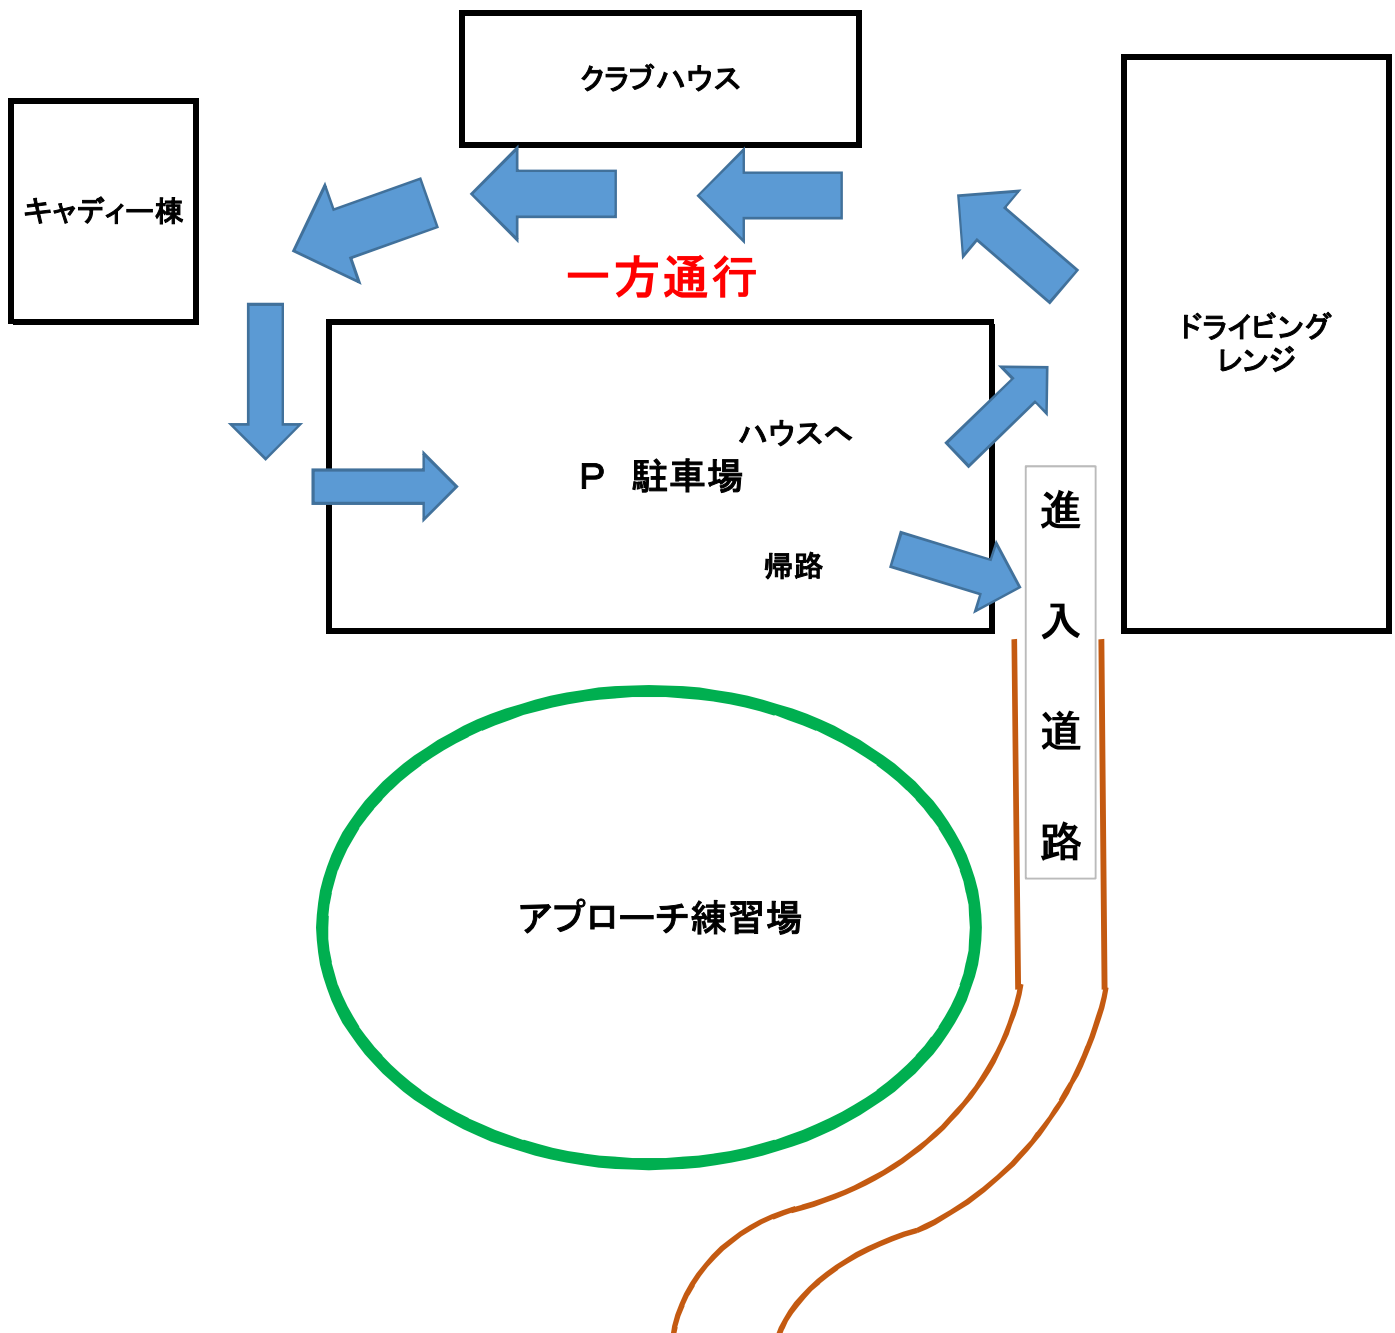 クラブハウス
キャディー棟
一方通行
ドライビング
レンジ
ハウスへ
P 駐車場
帰路
進入道路
アプローチ練習場